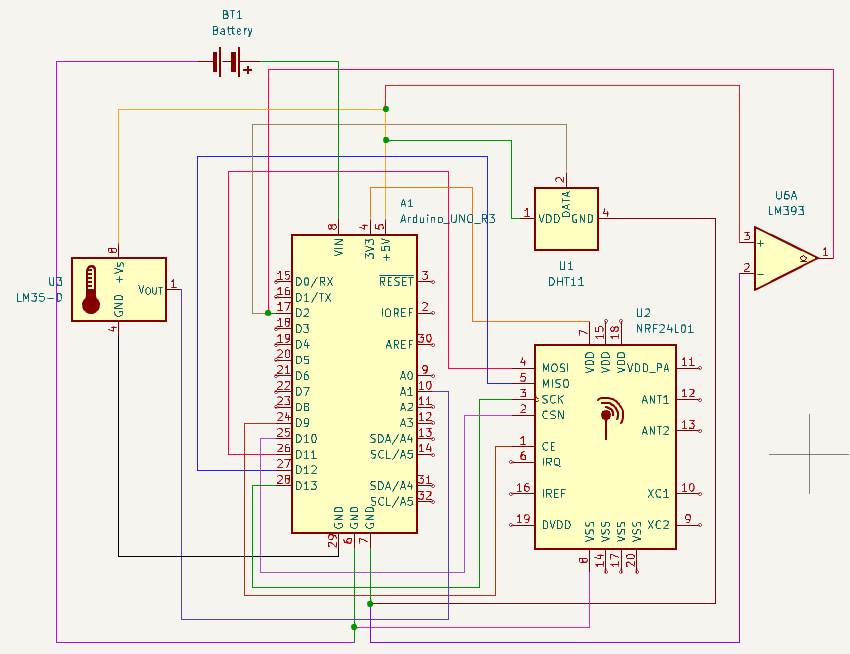 BT1
Battery
+
A1
Arduino_UNO_R3
8
VIN
4
3V3
5
+5V
15
D0/RX
16
D1/TX
17
D2
18
D3
19
D4
20
D5
21
D6
22
D7
23
D8
24
D9
25
D10
26
D11
27
D12
28
D13
RESET
3
IOREF
2
AREF
30
A0
9
A1
10
A2
11
A3
12
SDA/A4
13
SCL/A5
14
SDA/A4
31
SCL/A5
32
GND
29
GND
6
GND
7
U3
LM35-D
8
+Vs
GND
4
VOUT
1
2
DATA
1
VDD
GND
4
U1
DHT11
U6A
LM393
3
+
2
-
1
U2
NRF24L01
7
VDD
15
VDD
18
VDD
4
MOSI
5
MISO
3
SCK
2
CSN
1
CE
6
IRQ
16
IREF
19
DVDD
VDD_PA
11
ANT1
12
ANT2
13
XC1
10
XC2
9
VSS
8
VSS
14
VSS
17
VSS
20